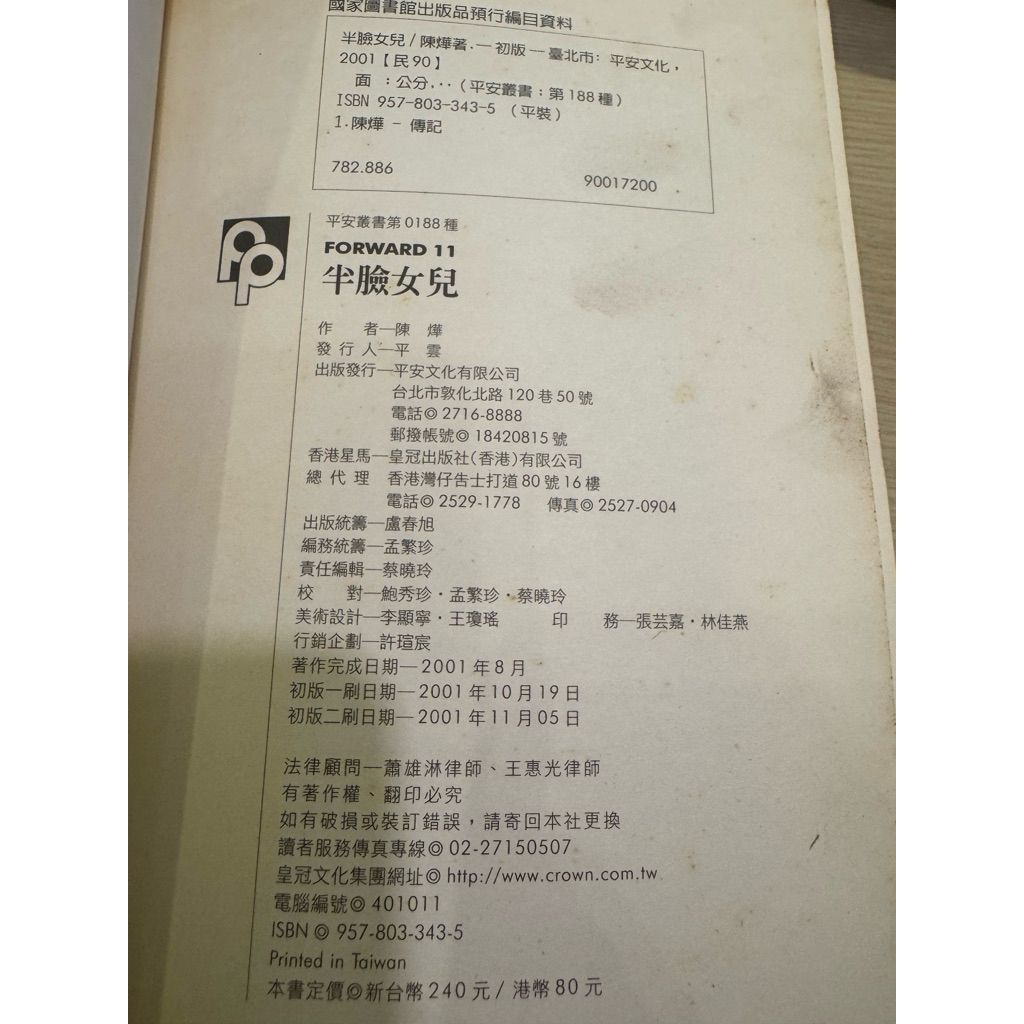 國家圖書館出版品預行編目資料
半臉女兒 / 陳燁著. — 初版 — 臺北市： 平安文化，
2001【民90】
面 ：公分‥‥（平安叢書：第188種）
ISBN 957-803-343-5 （平裝）
1.陳燁 – 傳記
782.886 90017200
平安叢書第0188種
FORWARD 11
半臉女兒
作 者—陳 燁
發行人—平 雲
出版發行—平安文化有限公司
台北市敦化北路120巷50號
電話◎2716-8888
郵撥帳號◎18420815號
香港星馬—皇冠出版社(香港)有限公司
總代理 香港灣仔告士打道80號16樓
電話◎2529-1778 傳真◎2527-0904
出版統籌—盧春旭
編務統籌—孟繁珍
責任編輯—蔡曉玲
校 對—鮑秀珍・孟繁珍・蔡曉玲
美術設計—李顯寧・王瓊瑤 印 務—張芸嘉・林佳燕
行銷企劃—許瑄宸
著作完成日期—2001年8月
初版一刷日期—2001年10月19日
初版二刷日期—2001年11月05日
法律顧問—蕭雄淋律師、王惠光律師
有著作權、翻印必究
如有破損或裝訂錯誤，請寄回本社更換
讀者服務傳真專線◎02-27150507
皇冠文化集團網址◎http://www.crown.com.tw
電腦編號◎401011
ISBN◎957-803-343-5
Printed in Taiwan
本書定價◎新台幣240元/港幣80元